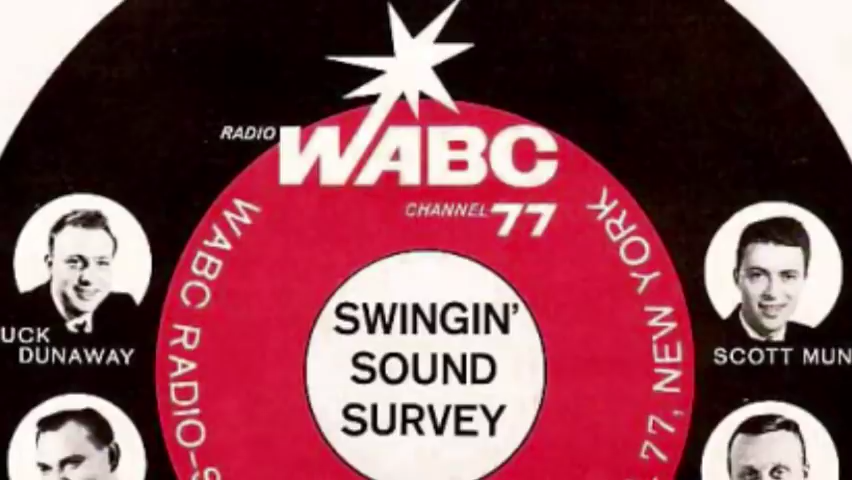 RADIO WABC
CHANNEL 77
WABC RADIO-
77, NEW YORK
SWINGIN'
SOUND
SURVEY
UCK
DUNAWAY
SCOTT MUN